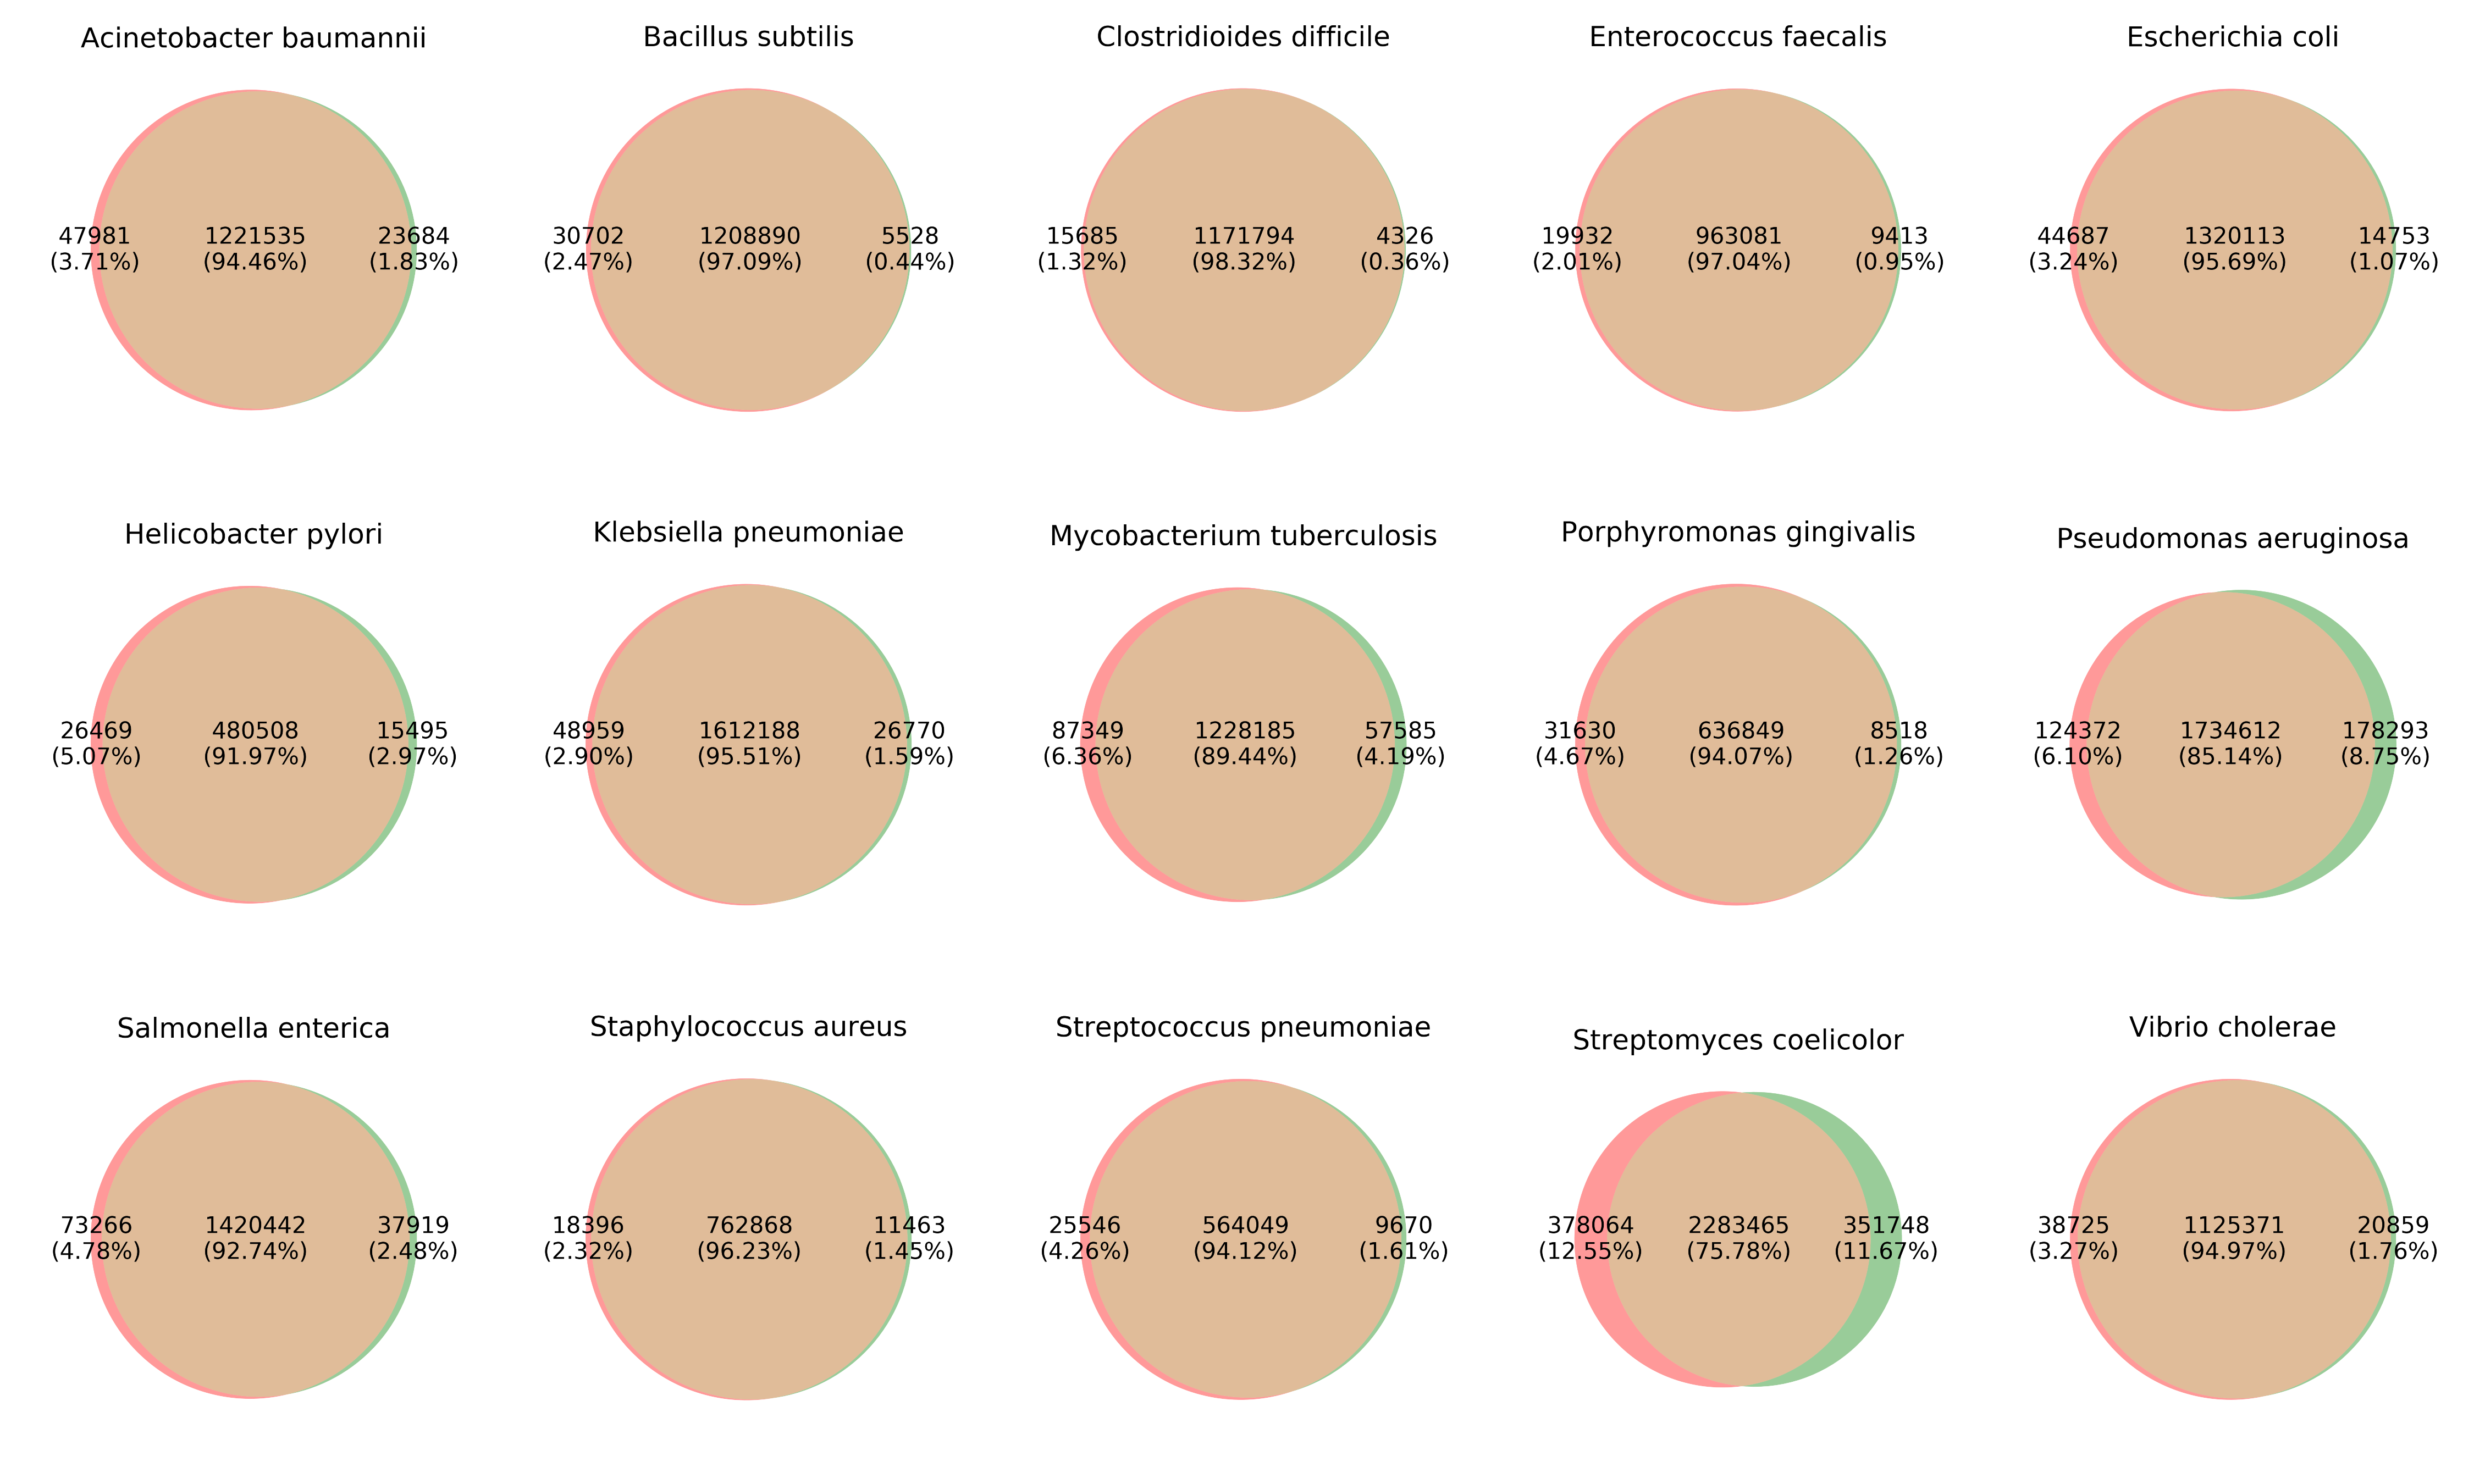 Acinetobacter baumannii
47981 1221535 23684
(3.71%) (94.46%) (1.83%)
Bacillus subtilis
30702 1208890 5528
(2.47%) (97.09%) (0.44%)
Clostridioides difficile
15685 1171794 4326
(1.32%) (98.32%) (0.36%)
Enterococcus faecalis
19932 963081 9413
(2.01%) (97.04%) (0.95%)
Escherichia coli
44687 1320113 14753
(3.24%) (95.69%) (1.07%)
Helicobacter pylori
26469 480508 15495
(5.07%) (91.97%) (2.97%)
Klebsiella pneumoniae
48959 1612188 26770
(2.90%) (95.51%) (1.59%)
Mycobacterium tuberculosis
87349 1228185 57585
(6.36%) (89.44%) (4.19%)
Porphyromonas gingivalis
31630 636849 8518
(4.67%) (94.07%) (1.26%)
Pseudomonas aeruginosa
124372 1734612 178293
(6.10%) (85.14%) (8.75%)
Salmonella enterica
73266 1420442 37919
(4.78%) (92.74%) (2.48%)
Staphylococcus aureus
18396 762868 11463
(2.32%) (96.23%) (1.45%)
Streptococcus pneumoniae
25546 564049 9670
(4.26%) (94.12%) (1.61%)
Streptomyces coelicolor
378064 2283465 351748
(12.55%) (75.78%) (11.67%)
Vibrio cholerae
38725 1125371 20859
(3.27%) (94.97%) (1.76%)